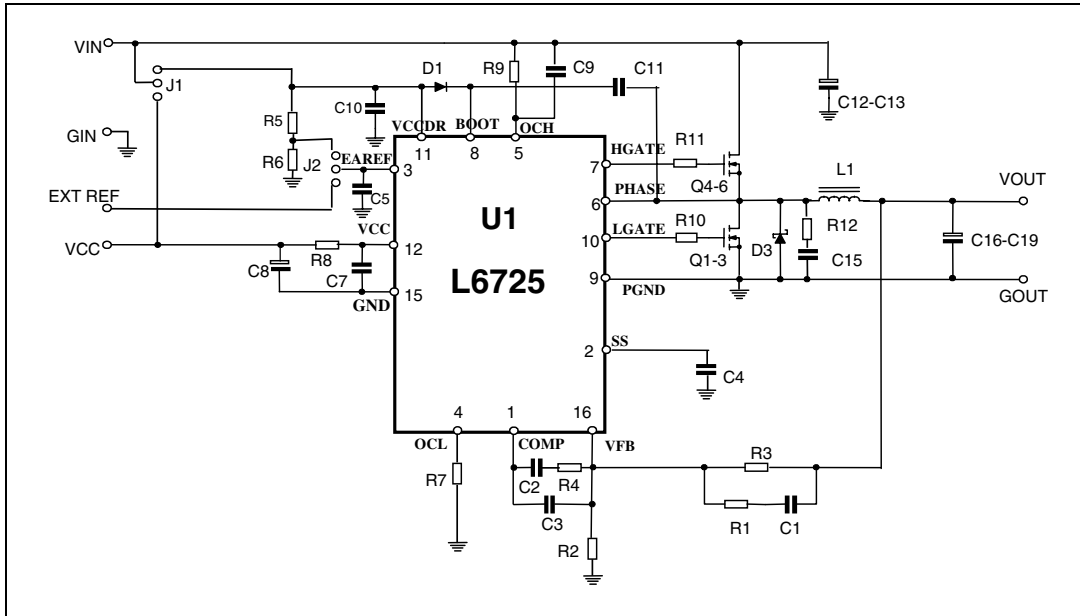 VIN
J1
GIN
EXT REF
VCC
R5
R6
J2
C10
D1
R9
C9
C11
C12-C13
VCCDR
BOOT
OCH
11
8
5
EAREF
3
C5
VCC
12
R8
C8
C7
15
GND
U1
L6725
HGATE
7
R11
Q4-6
PHASE
6
LGATE
10
R10
Q1-3
D3
9
PGND
L1
R12
C15
VOUT
C16-C19
GOUT
SS
2
C4
4
1
16
OCL
COMP
VFB
R7
C2
R4
C3
R2
R3
R1
C1